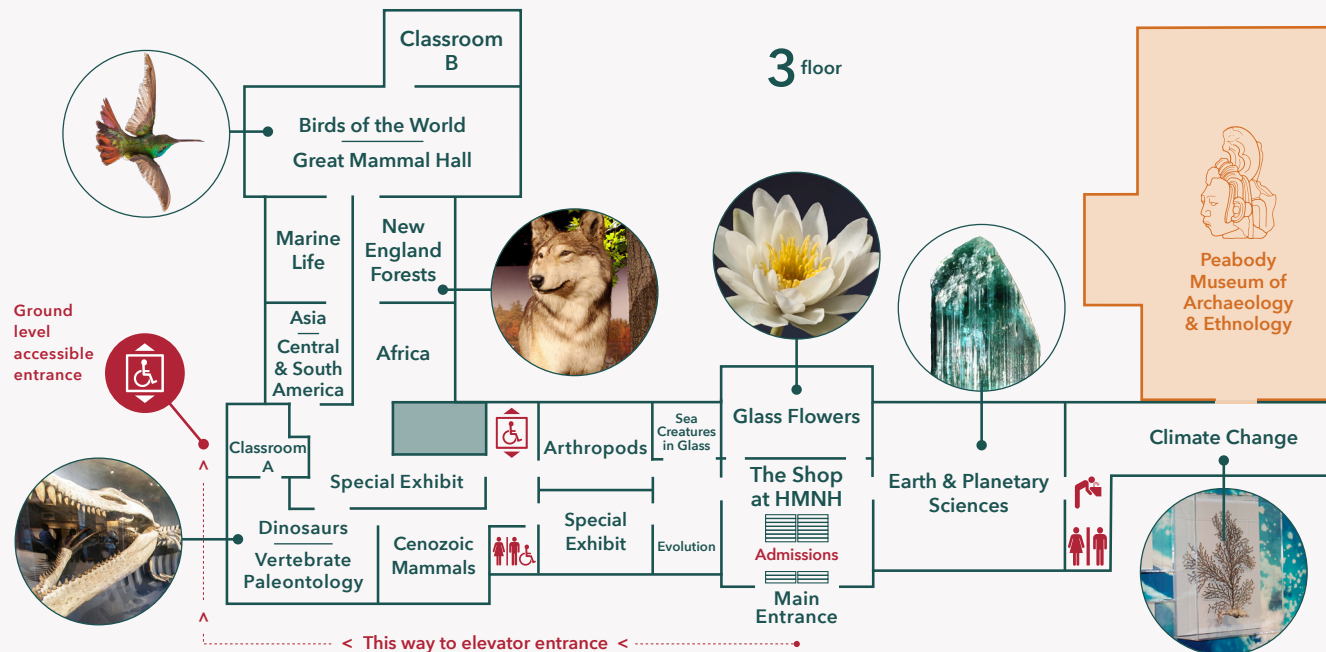 Classroom
B
3 floor
Birds of the World
Great Mammal Hall
Marine
Life
New
England
Forests
Peabody
Museum of
Archaeology
& Ethnology
Ground
level
accessible
entrance
Asia
Central
& South
America
Africa
Classroom
A
Special Exhibit
Arthropods
Sea
Creatures
in Glass
Glass Flowers
The Shop
at HMNH
Admissions
Earth & Planetary
Sciences
Climate Change
Dinosaurs
Vertebrate
Paleontology
Cenozoic
Mammals
Special
Exhibit
Evolution
Main
Entrance
< This way to elevator entrance <